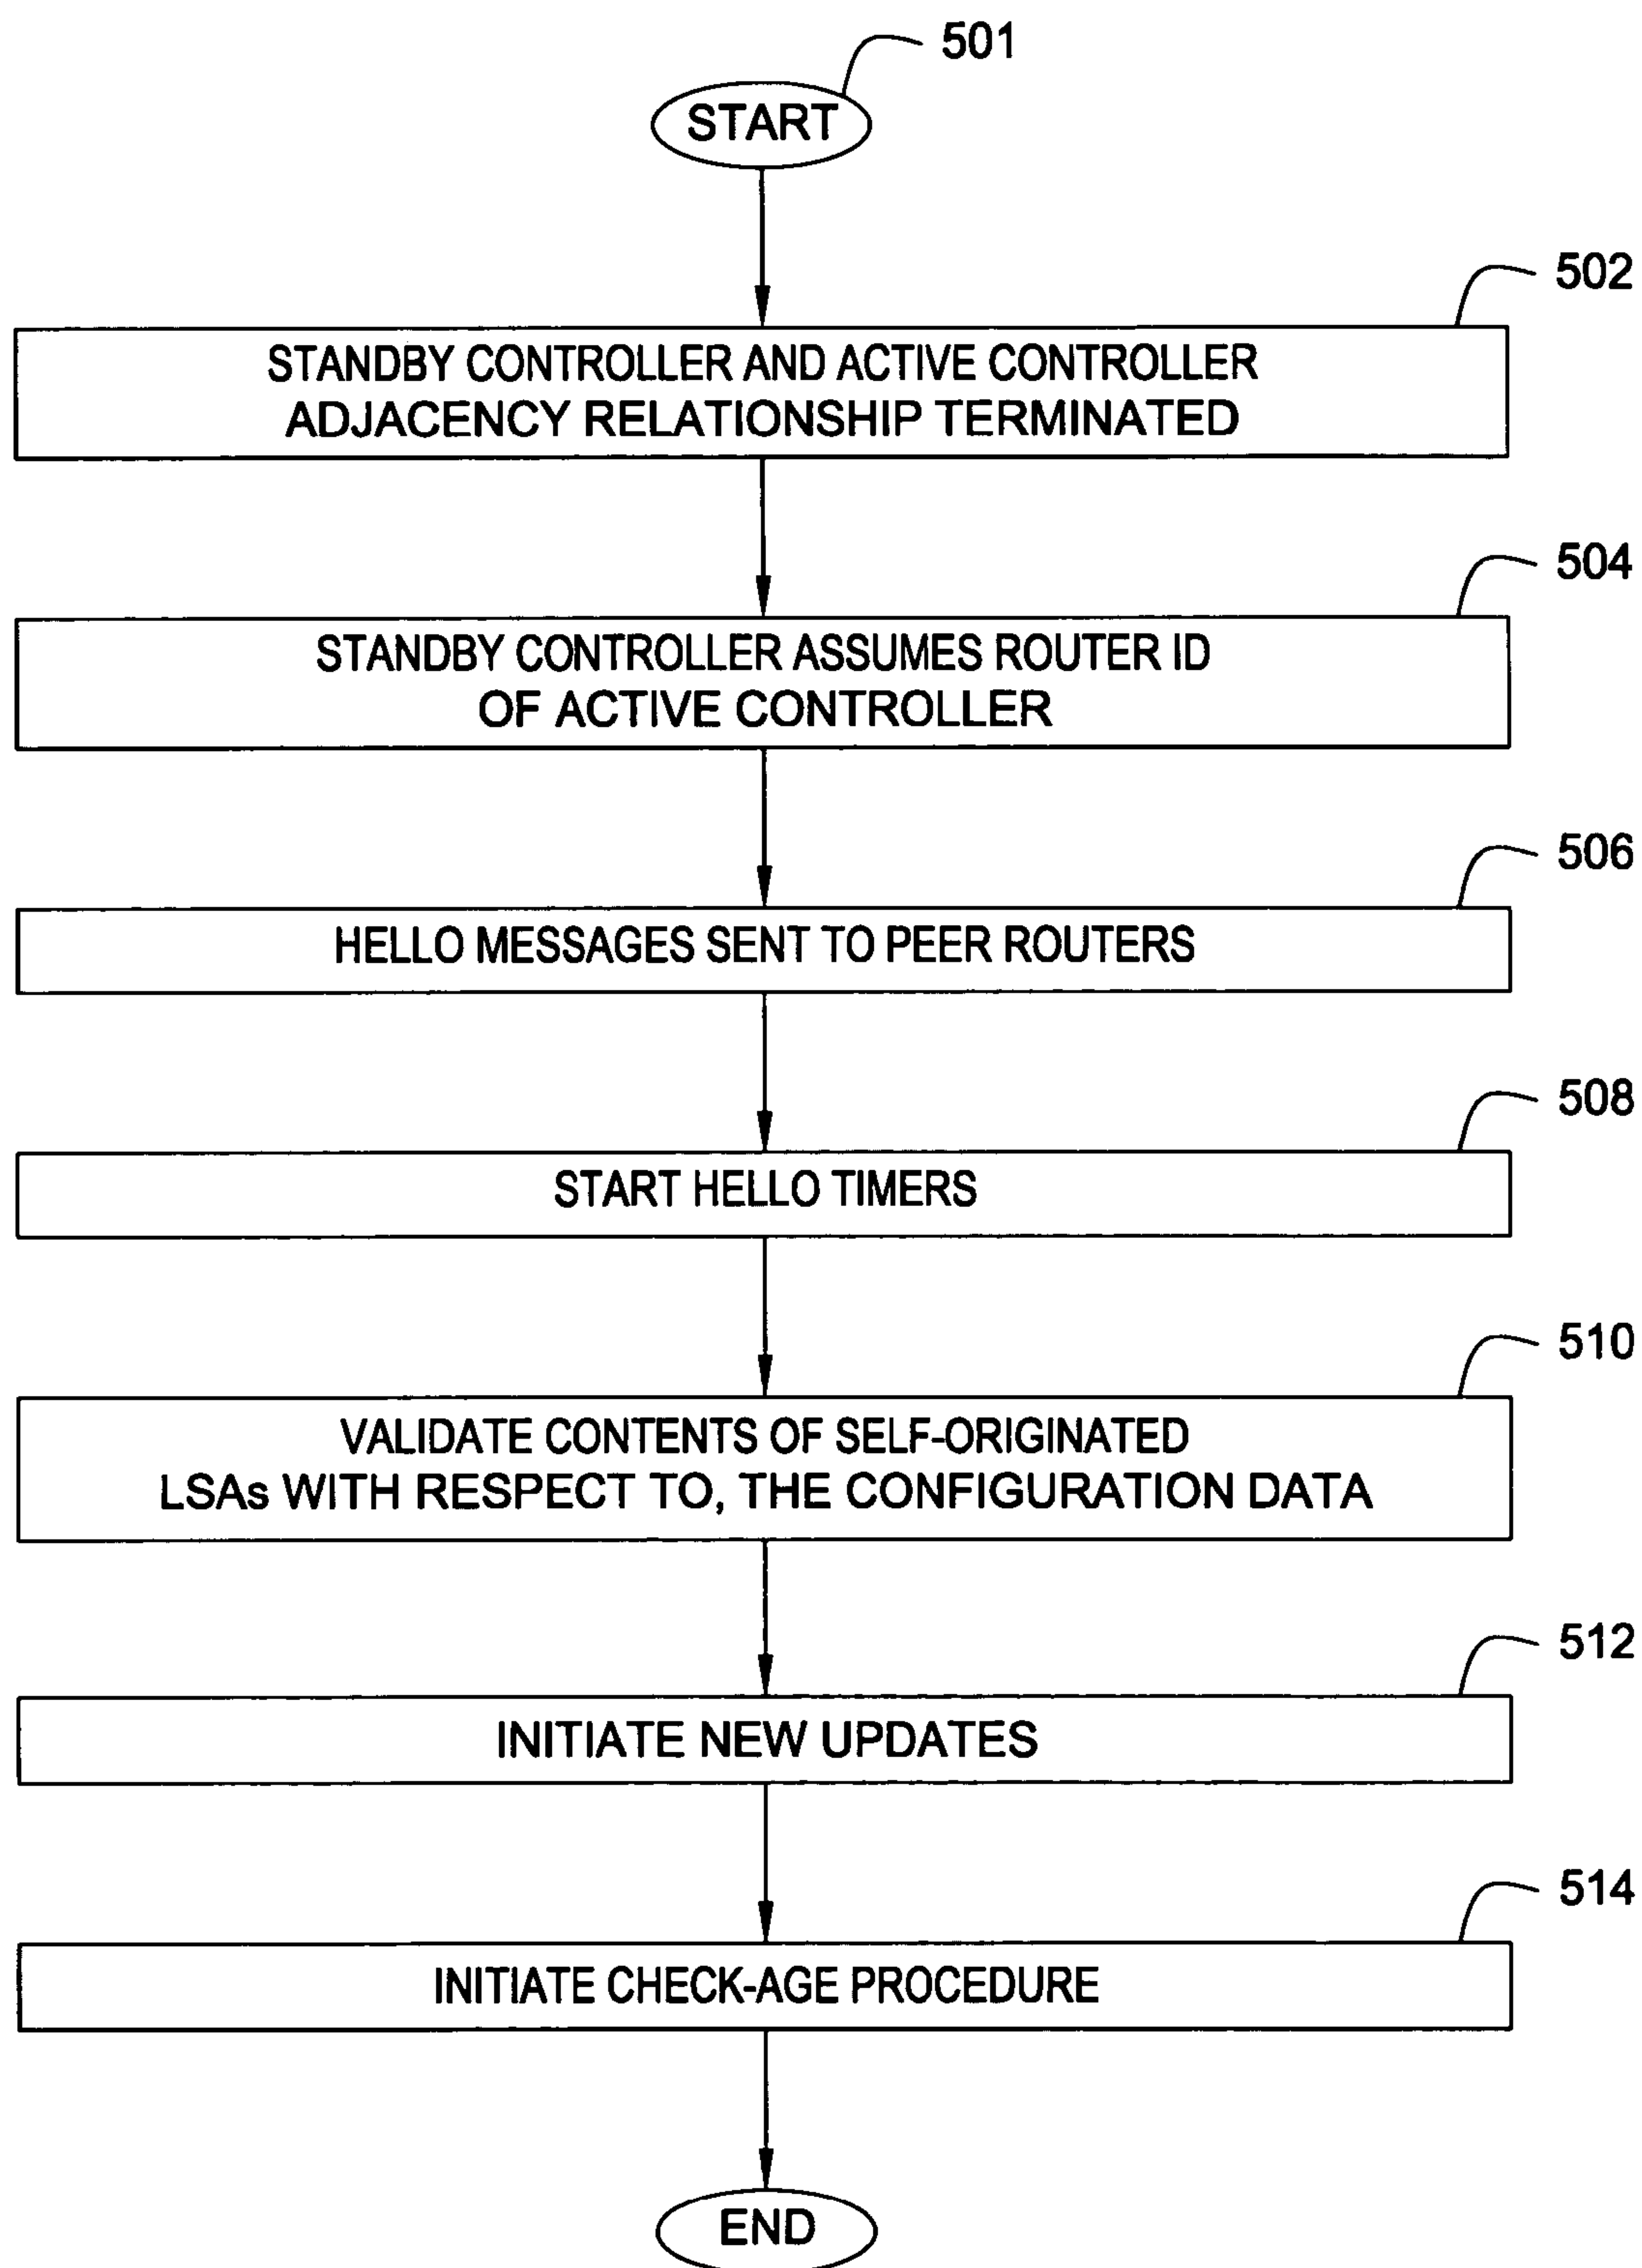 501
START
502
STANDBY CONTROLLER AND ACTIVE CONTROLLER
ADJACENCY RELATIONSHIP TERMINATED
504
STANDBY CONTROLLER ASSUMES ROUTER ID
OF ACTIVE CONTROLLER
506
HELLO MESSAGES SENT TO PEER ROUTERS
508
START HELLO TIMERS
510
VALIDATE CONTENTS OF SELF-ORIGINATED
LSAs WITH RESPECT TO, THE CONFIGURATION DATA
512
INITIATE NEW UPDATES
514
INITIATE CHECK-AGE PROCEDURE
END